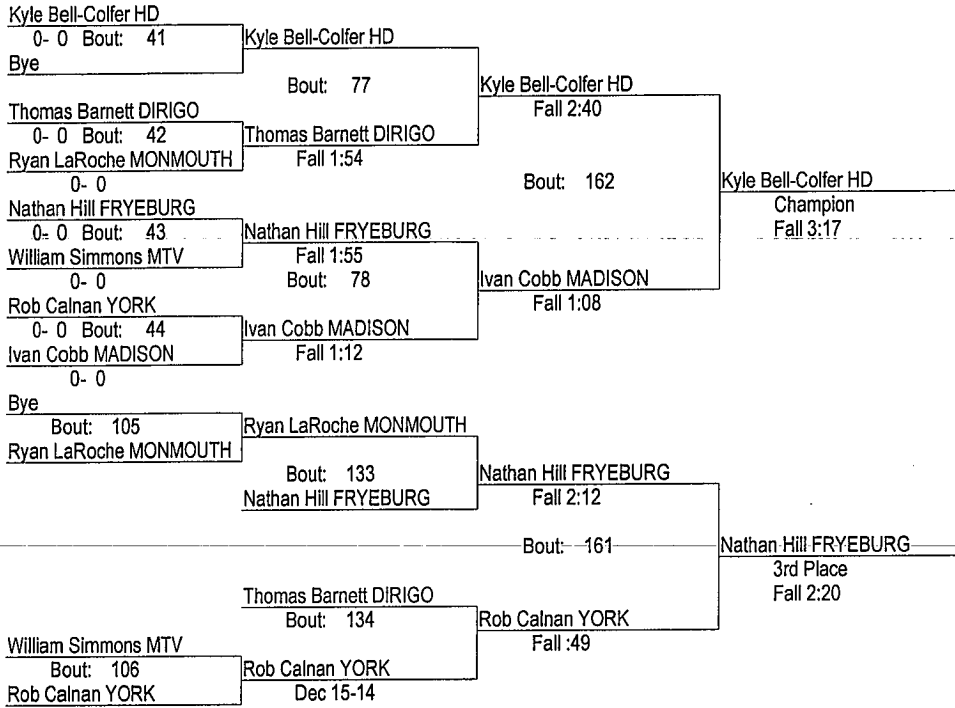 Kyle Bell-Colfer HD
0- 0 Bout: 41
Bye
Kyle Bell-Colfer HD
Bout: 77
Thomas Barnett DIRIGO
0- 0 Bout: 42
Ryan LaRoche MONMOUTH
0- 0
Thomas Barnett DIRIGO
Fall 1:54
Kyle Bell-Colfer HD
Fall 2:40
Bout: 162
Nathan Hill FRYEBURG
0- 0 Bout: 43
William Simmons MTV
0- 0
Nathan Hill FRYEBURG
Fall 1:55
Bout: 78
Rob Calnan YORK
0- 0 Bout: 44
Ivan Cobb MADISON
0- 0
Ivan Cobb MADISON
Fall 1:12
Ivan Cobb MADISON
Fall 1:08
Kyle Bell-Colfer HD
Champion
Fall 3:17
Bye
Bout: 105
Ryan LaRoche MONMOUTH
Ryan LaRoche MONMOUTH
Bout: 133
Nathan Hill FRYEBURG
Nathan Hill FRYEBURG
Fall 2:12
Bout: 161
Thomas Barnett DIRIGO
Bout: 134
William Simmons MTV
Bout: 106
Rob Calnan YORK
Rob Calnan YORK
Dec 15-14
Rob Calnan YORK
Fall :49
Nathan Hill FRYEBURG
3rd Place
Fall 2:20